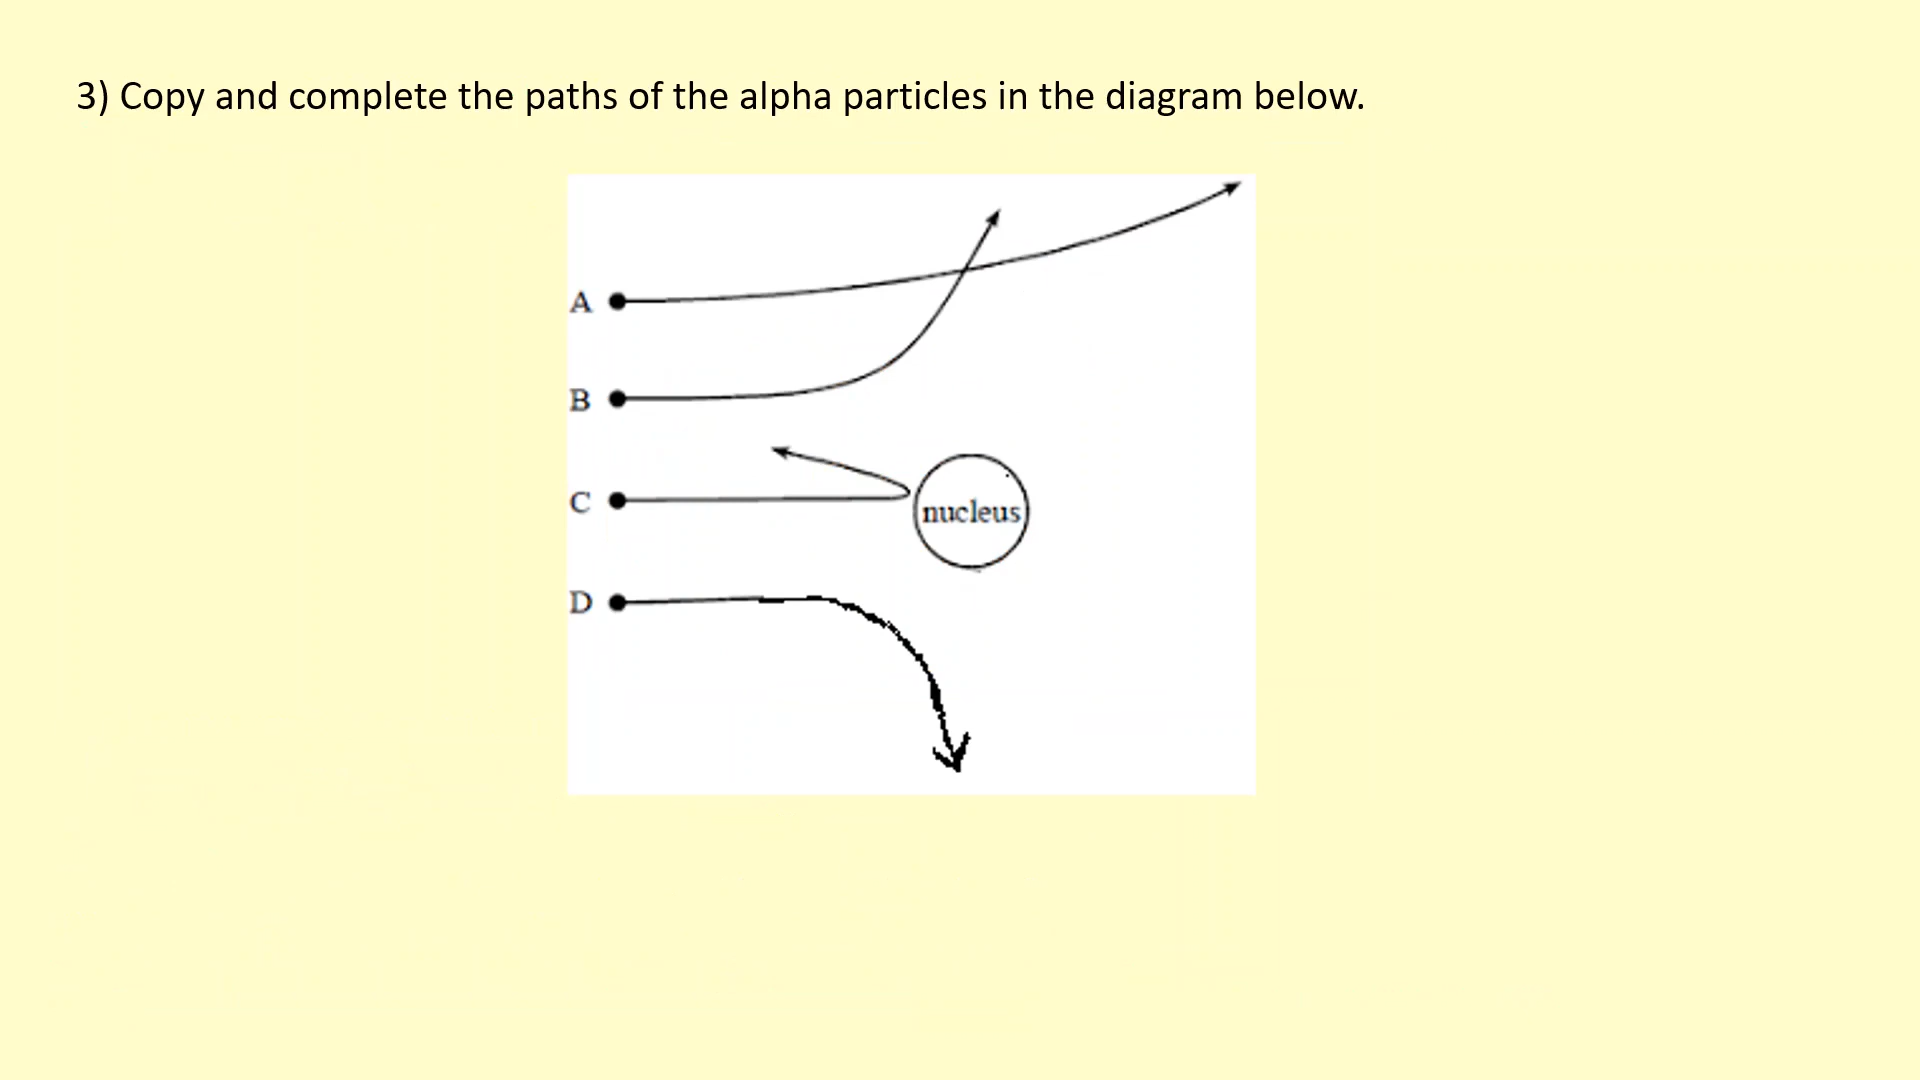 3) Copy and complete the paths of the alpha particles in the diagram below.
A
B
C
nucleus
D